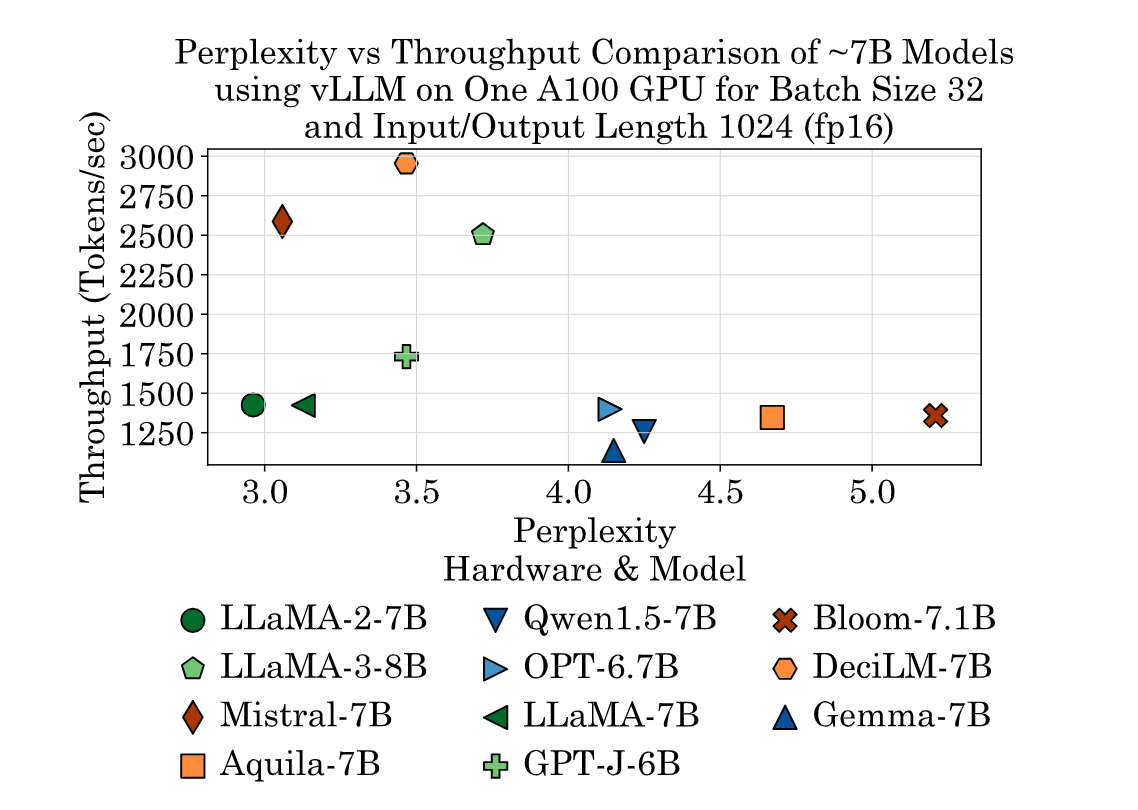 Perplexity vs Throughput Comparison of ~7B Models
using vLLM on One A100 GPU for Batch Size 32
and Input/Output Length 1024 (fp16)
Throughput (Tokens/sec)
3000
2750
2500
2250
2000
1750
1500
1250
3.0 3.5 4.0 4.5 5.0
Perplexity
Hardware & Model
LLaMA-2-7B Qwen1.5-7B Bloom-7.1B
LLaMA-3-8B OPT-6.7B DeciLM-7B
Mistral-7B LLaMA-7B Gemma-7B
Aquila-7B GPT-J-6B